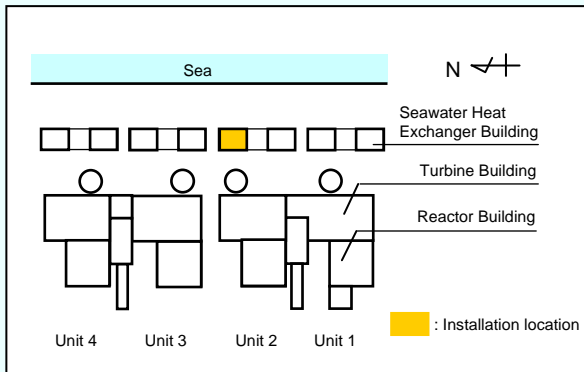 Sea
N
Seawater Heat
Exchanger Building
Turbine Building
Reactor Building
: Installation location
Unit 4 Unit 3 Unit 2 Unit 1